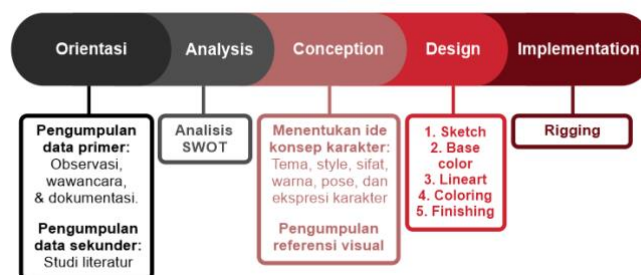 Orientasi
Analysis
Conception
Design
Implementation
Pengumpulan
data primer:
Observasi,
wawancara,
& dokumentasi.
Pengumpulan
data sekunder:
Studi literatur
Analisis
SWOT
Menentukan ide
konsep karakter:
Tema, style, sifat,
warna, pose, dan
ekspresi karakter
Pengumpulan
referensi visual
1. Sketch
2. Base
color
3. Lineart
4. Coloring
5. Finishing
Rigging